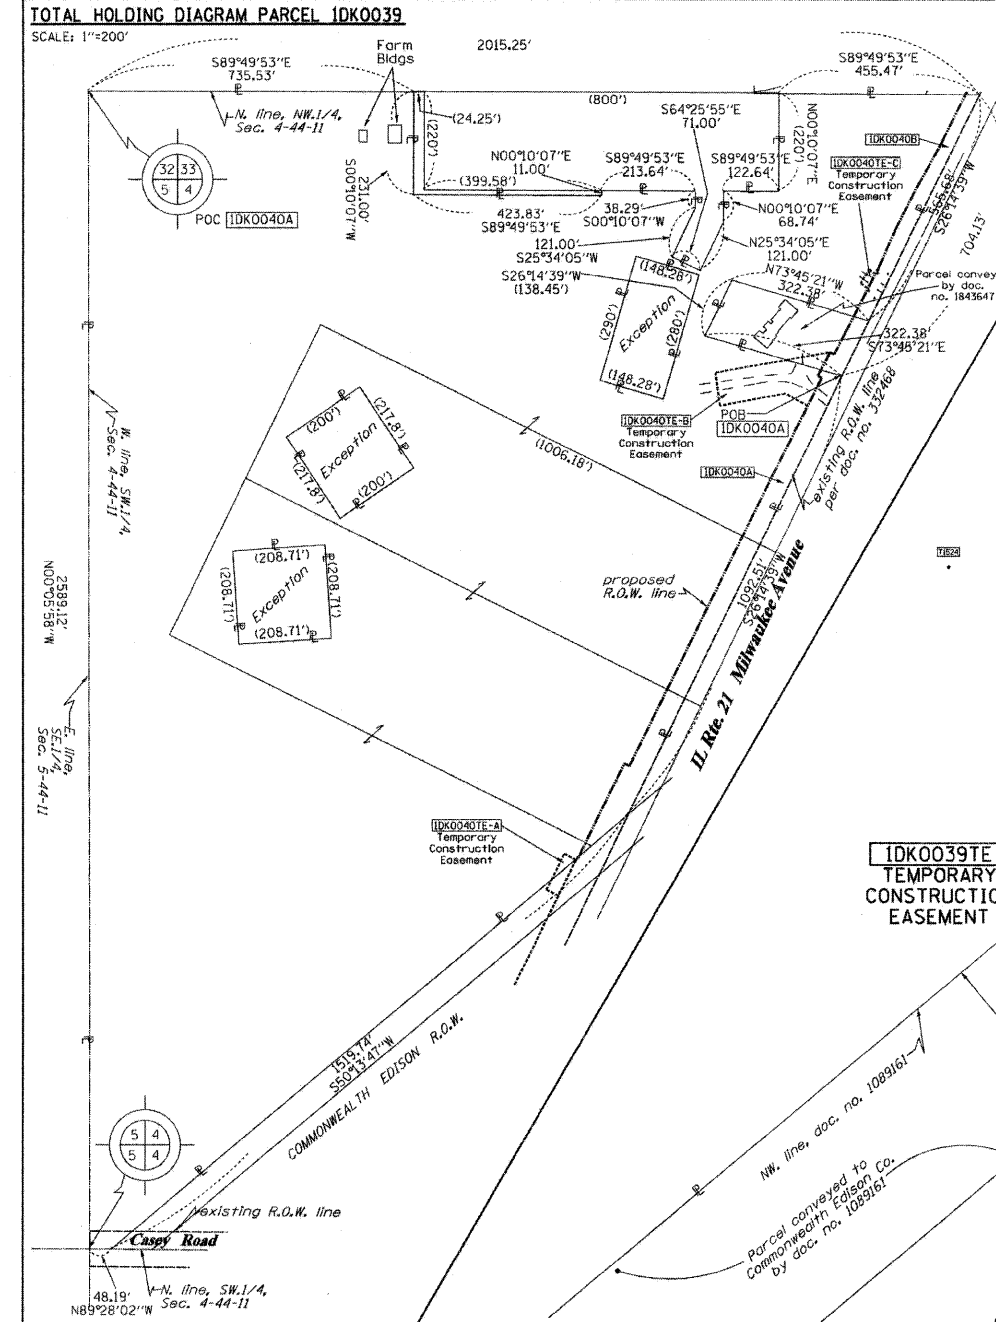 TOTAL HOLDING DIAGRAM PARCEL 1DK0039
SCALE: 1"=200'
Farm
Bldgs
2015.25'
S89°49'53"E
735.53'
S89°49'53"E
455.47'
N. line, NW.1/4,
Sec. 4-44-11
(800')
(24.25')
(220')
S64°25'55"E
71.00'
N00°10'07"E
(220')
1DK0040B
1DK0040TE-C
Temporary
Construction
Easement
32 33
5 4
POC 1DK0040A
231.00'
S00°10'07"W
N00°10'07"E
11.00'
(399.58')
S89°49'53"E
213.64'
S89°49'53"E
122.64'
423.83'
S89°49'53"E
38.29'
S00°10'07"W
N00°10'07"E
68.74'
121.00'
S25°34'05"W
N25°34'05"E
121.00'
S26°14'39"W
(138.45')
N73°45'21"W
322.38'
565.68'
S26°14'39"W
704.13'
Parcel convey
by doc.
no. 1843647
322.38'
S73°45'21"E
(148.28')
(290')
Exception
(280')
(148.28')
W. line, SW.1/4,
Sec. 4-44-11
(200')
(217.8')
Exception
(217.8')
(200')
(1006.18')
1DK0040TE-B
Temporary
Construction
Easement
POB
1DK0040A
1DK0040A
existing R.O.W. line
per doc. no. 332468
(208.71')
(208.71')
Exception
(208.71')
(208.71')
proposed
R.O.W. line
1092.51'
S26°14'39"W
IL Rte. 21 Milwaukee Avenue
2589.12'
N00°05'58"W
E. line,
SE.1/4,
Sec. 5-44-11
1DK0040TE-A
Temporary
Construction
Easement
1DK0039TE
TEMPORARY
CONSTRUCTIO
EASEMENT
1519.74'
S50°13'47"W
COMMONWEALTH EDISON R.O.W.
NW. line, doc. no. 1089161
Parcel conveyed to
Commonwealth Edison Co.
by doc. no. 1089161
5 4
5 4
existing R.O.W. line
Casey Road
48.19'
N89°28'02"W
N. line, SW.1/4,
Sec. 4-44-11